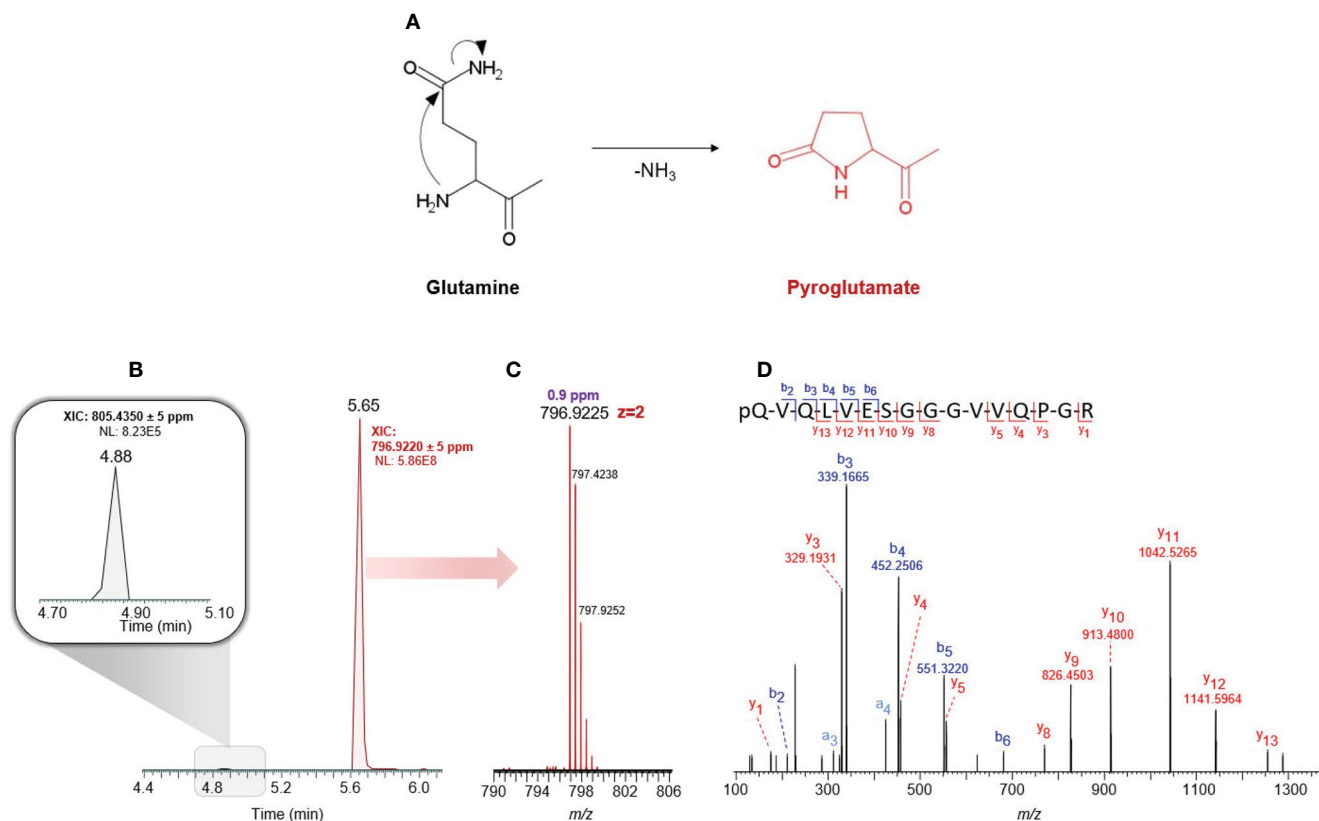 A
O
NH2
H2N
O
-NH3
O
N
H
O
Glutamine
Pyroglutamate
B
XIC: 805.4350 ± 5 ppm
NL: 8.23E5
4.88
4.70 4.90 5.10
Time (min)
5.65
XIC:
796.9220 ± 5 ppm
NL: 5.86E8
4.4 4.8 5.2 5.6 6.0
Time (min)
C
0.9 ppm
796.9225 z=2
797.4238
797.9252
790 794 798 802 806
m/z
D
b2 b3 b4 b5 b6
pQ-V-Q-L-V-E-S-G-G-G-V-V-Q-P-G-R
y13 y12 y11 y10 y9 y8 y5 y4 y3 y1
b3
339.1665
y3
329.1931
b4
452.2506
y4
y11
1042.5265
y10
913.4800
b5
551.3220
y5
y9
826.4503
y12
1141.5964
y1
b2
a3
a4
b6
y8
y13
100 300 500 700 900 1100 1300
m/z